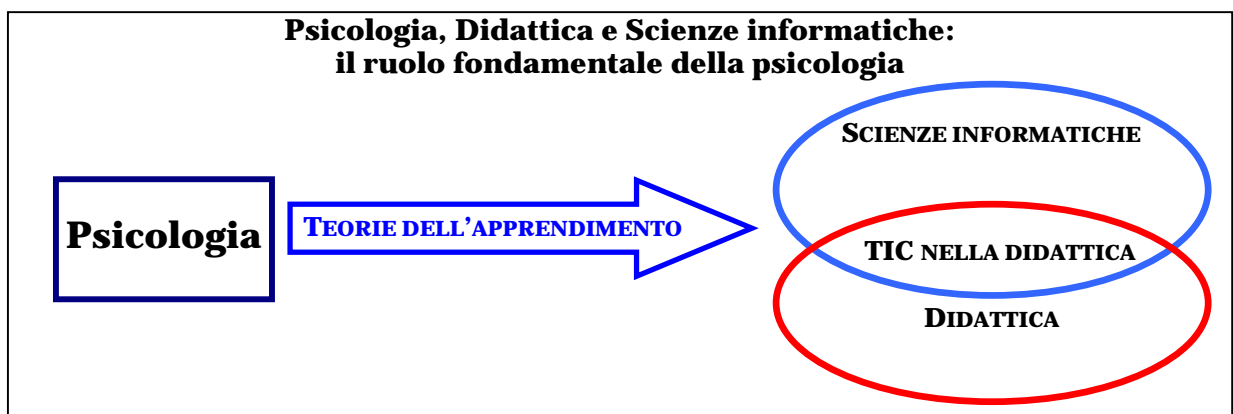 Psicologia, Didattica e Scienze informatiche:
il ruolo fondamentale della psicologia
SCIENZE INFORMATICHE
Psicologia
TEORIE DELL'APPRENDIMENTO
TIC NELLA DIDATTICA
DIDATTICA